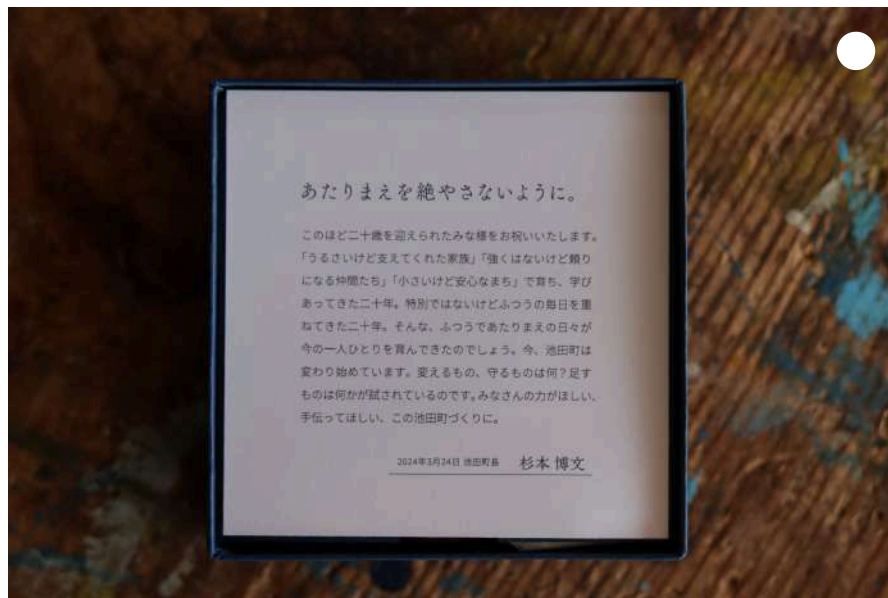 あたりまえを絶やさないように。
このほど二十歳を迎えられたみな様をお祝いいたします。
「うるさいけど支えてくれた家族」「強くはないけど頼り
になる仲間たち」「小さいけど安心なまち」で育ち、学び
あってきた二十年。特別ではないけどふつうの毎日を重
ねてきた二十年。そんな、ふつうであたりまえの日々が
今の一人ひとりを育んできたのでしょう。今、池田町は
変わり始めています。変えるもの、守るものは何？足す
ものは何かが試されているのです。みなさんの力がほしい、
手伝ってほしい、この池田町づくりに。
2024年3月24日 池田町長 杉本 博文